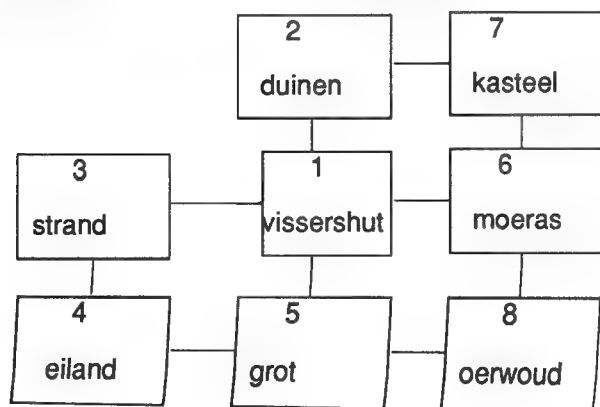 2
duinen
7
kasteel
3
strand
1
vissershut
6
moeras
4
eiland
5
grot
8
oerwoud